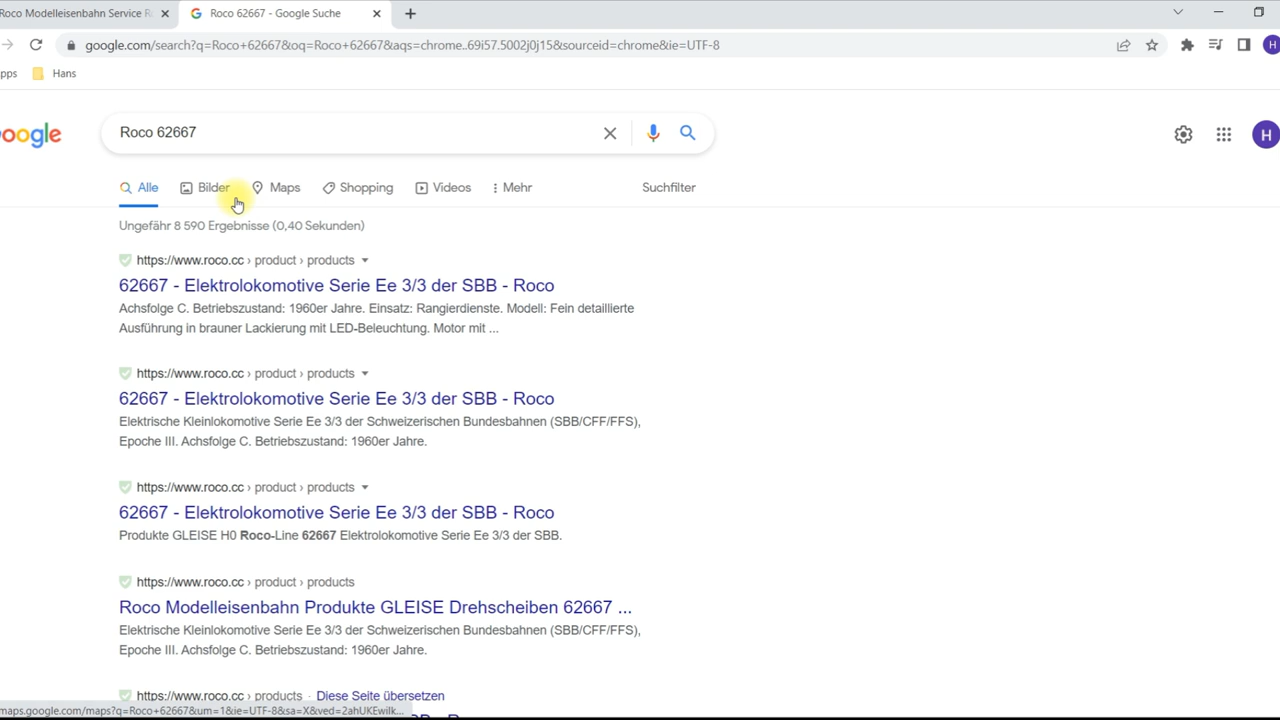 Roco Modelleisenbahn Service R
Roco 62667 - Google Suche
google.com/search?q=Roco+62667&oq=Roco+62667&aqs=chrome..69i57.5002j0j15&sourceid=chrome&ie=UTF-8
H
pps
Hans
oogle
Roco 62667
H
Alle
Bilder
Maps
Shopping
Videos
Mehr
Suchfilter
Ungefähr 8 590 Ergebnisse (0,40 Sekunden)
https://www.roco.cc › product › products
62667 - Elektrolokomotive Serie Ee 3/3 der SBB - Roco
Achsfolge C. Betriebszustand: 1960er Jahre. Einsatz: Rangierdienste. Modell: Fein detaillierte
Ausführung in brauner Lackierung mit LED-Beleuchtung. Motor mit ...
https://www.roco.cc › product › products
62667 - Elektrolokomotive Serie Ee 3/3 der SBB - Roco
Elektrische Kleinlokomotive Serie Ee 3/3 der Schweizerischen Bundesbahnen (SBB/CFF/FFS),
Epoche III. Achsfolge C. Betriebszustand: 1960er Jahre.
https://www.roco.cc › product › products
62667 - Elektrolokomotive Serie Ee 3/3 der SBB - Roco
Produkte GLEISE H0 Roco-Line 62667 Elektrolokomotive Serie Ee 3/3 der SBB.
https://www.roco.cc › product › products
Roco Modelleisenbahn Produkte GLEISE Drehscheiben 62667 ...
Elektrische Kleinlokomotive Serie Ee 3/3 der Schweizerischen Bundesbahnen (SBB/CFF/FFS),
Epoche III. Achsfolge C. Betriebszustand: 1960er Jahre.
https://www.roco.cc › products · Diese Seite übersetzen
maps.google.com/maps?q=Roco+62667&um=1&ie=UTF-8&sa=X&ved=2ahUKEwilk...